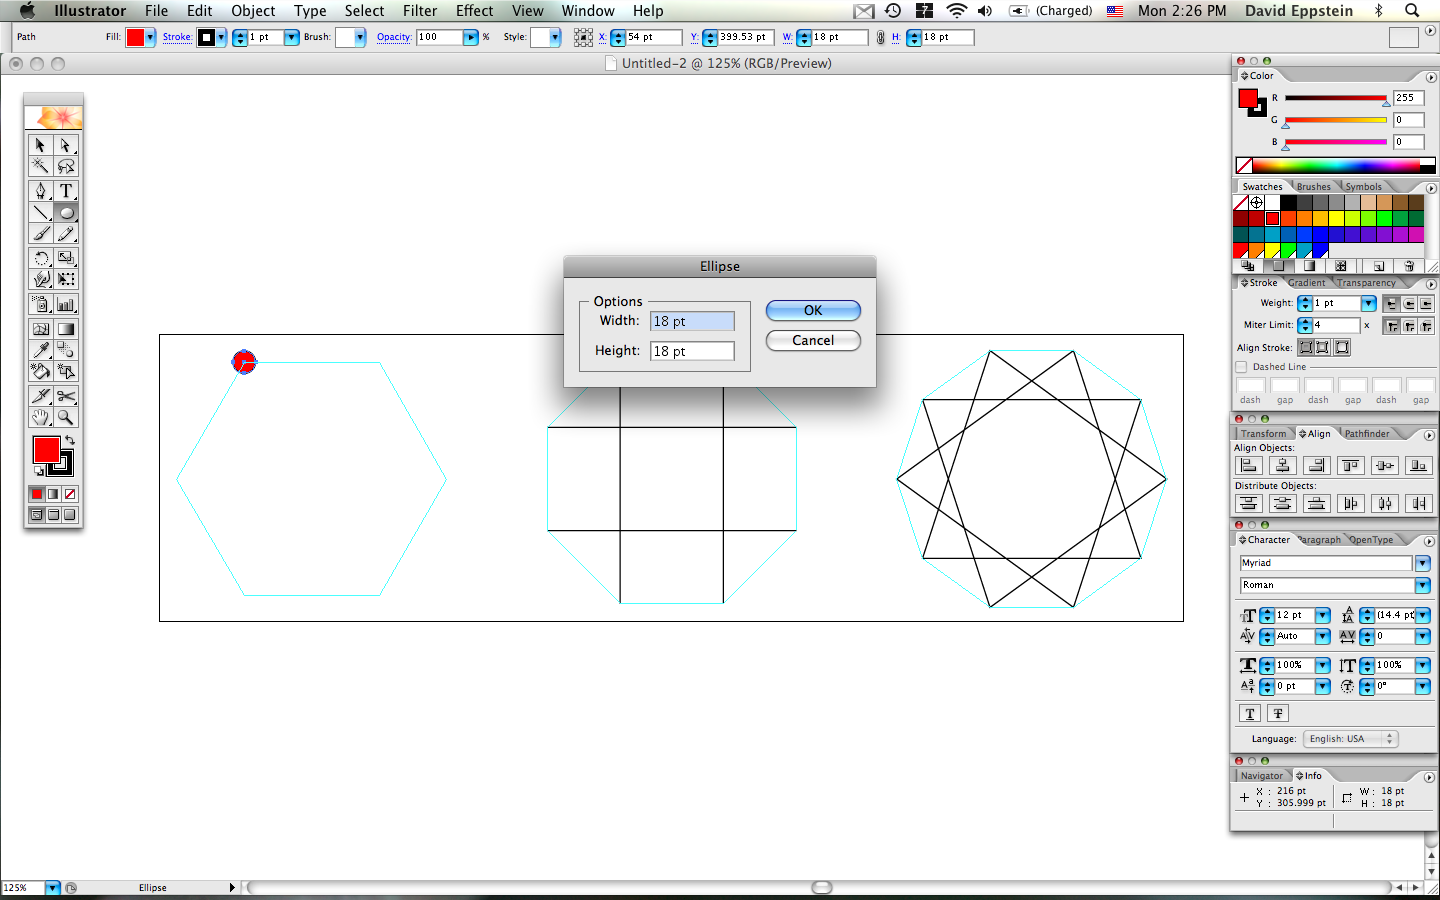 Illustrator File Edit Object Type Select Filter Effect View Window Help (Charged) Mon 2:26 PM David Eppstein
Path Fill: Stroke: 1 pt Brush: Opacity: 100 % Style: X: 54 pt Y: 399.53 pt W: 18 pt H: 18 pt
Untitled-2 @ 125% (RGB/Preview)
Color
R 255
G 0
B 0
Swatches Brushes Symbols
Stroke Gradient Transparency
Weight: 1 pt
Miter Limit: 4 x
Align Stroke:
Dashed Line
dash gap dash gap dash gap
Transform Align Pathfinder
Align Objects:
Distribute Objects:
Character Paragraph OpenType
Myriad
Roman
12 pt (14.4 pt
Auto 0
100% 100%
0 pt 0°
Language: English: USA
Navigator Info
X : 216 pt W : 18 pt
Y : 305.999 pt H : 18 pt
Ellipse
Options
Width: 18 pt
Height: 18 pt
OK
Cancel
125% Ellipse